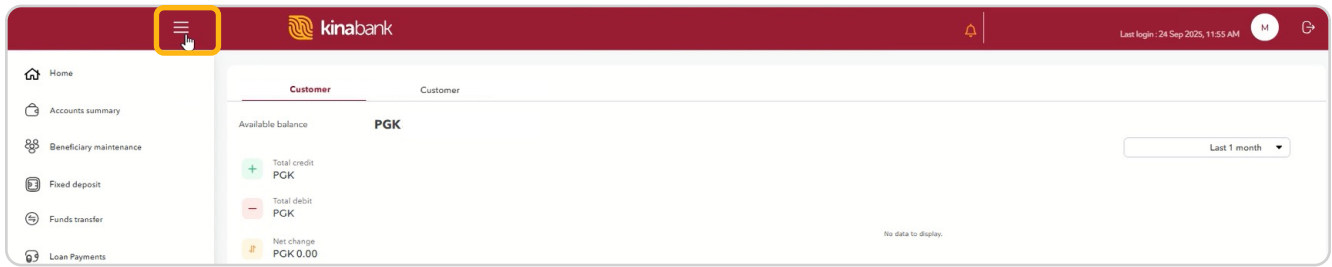 kinabank
Last login : 24 Sep 2025, 11:55 AM
M
Home
Accounts summary
Beneficiary maintenance
Fixed deposit
Funds transfer
Loan Payments
Customer
Customer
Available balance
PGK
Last 1 month
Total credit
PGK
Total debit
PGK
Net change
PGK 0.00
No data to display.